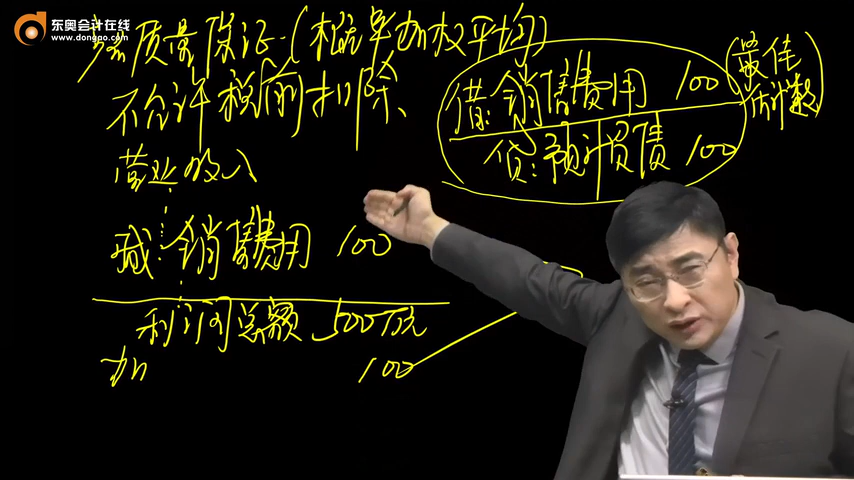 东奥会计在线
www.dongao.com
质量保证(概率加权平均)
不允许税前扣除、
借:销售费用 100 (最佳估计数)
贷:预计负债 100
营业收入
减:销售费用 100
利润总额 500万元
加 100